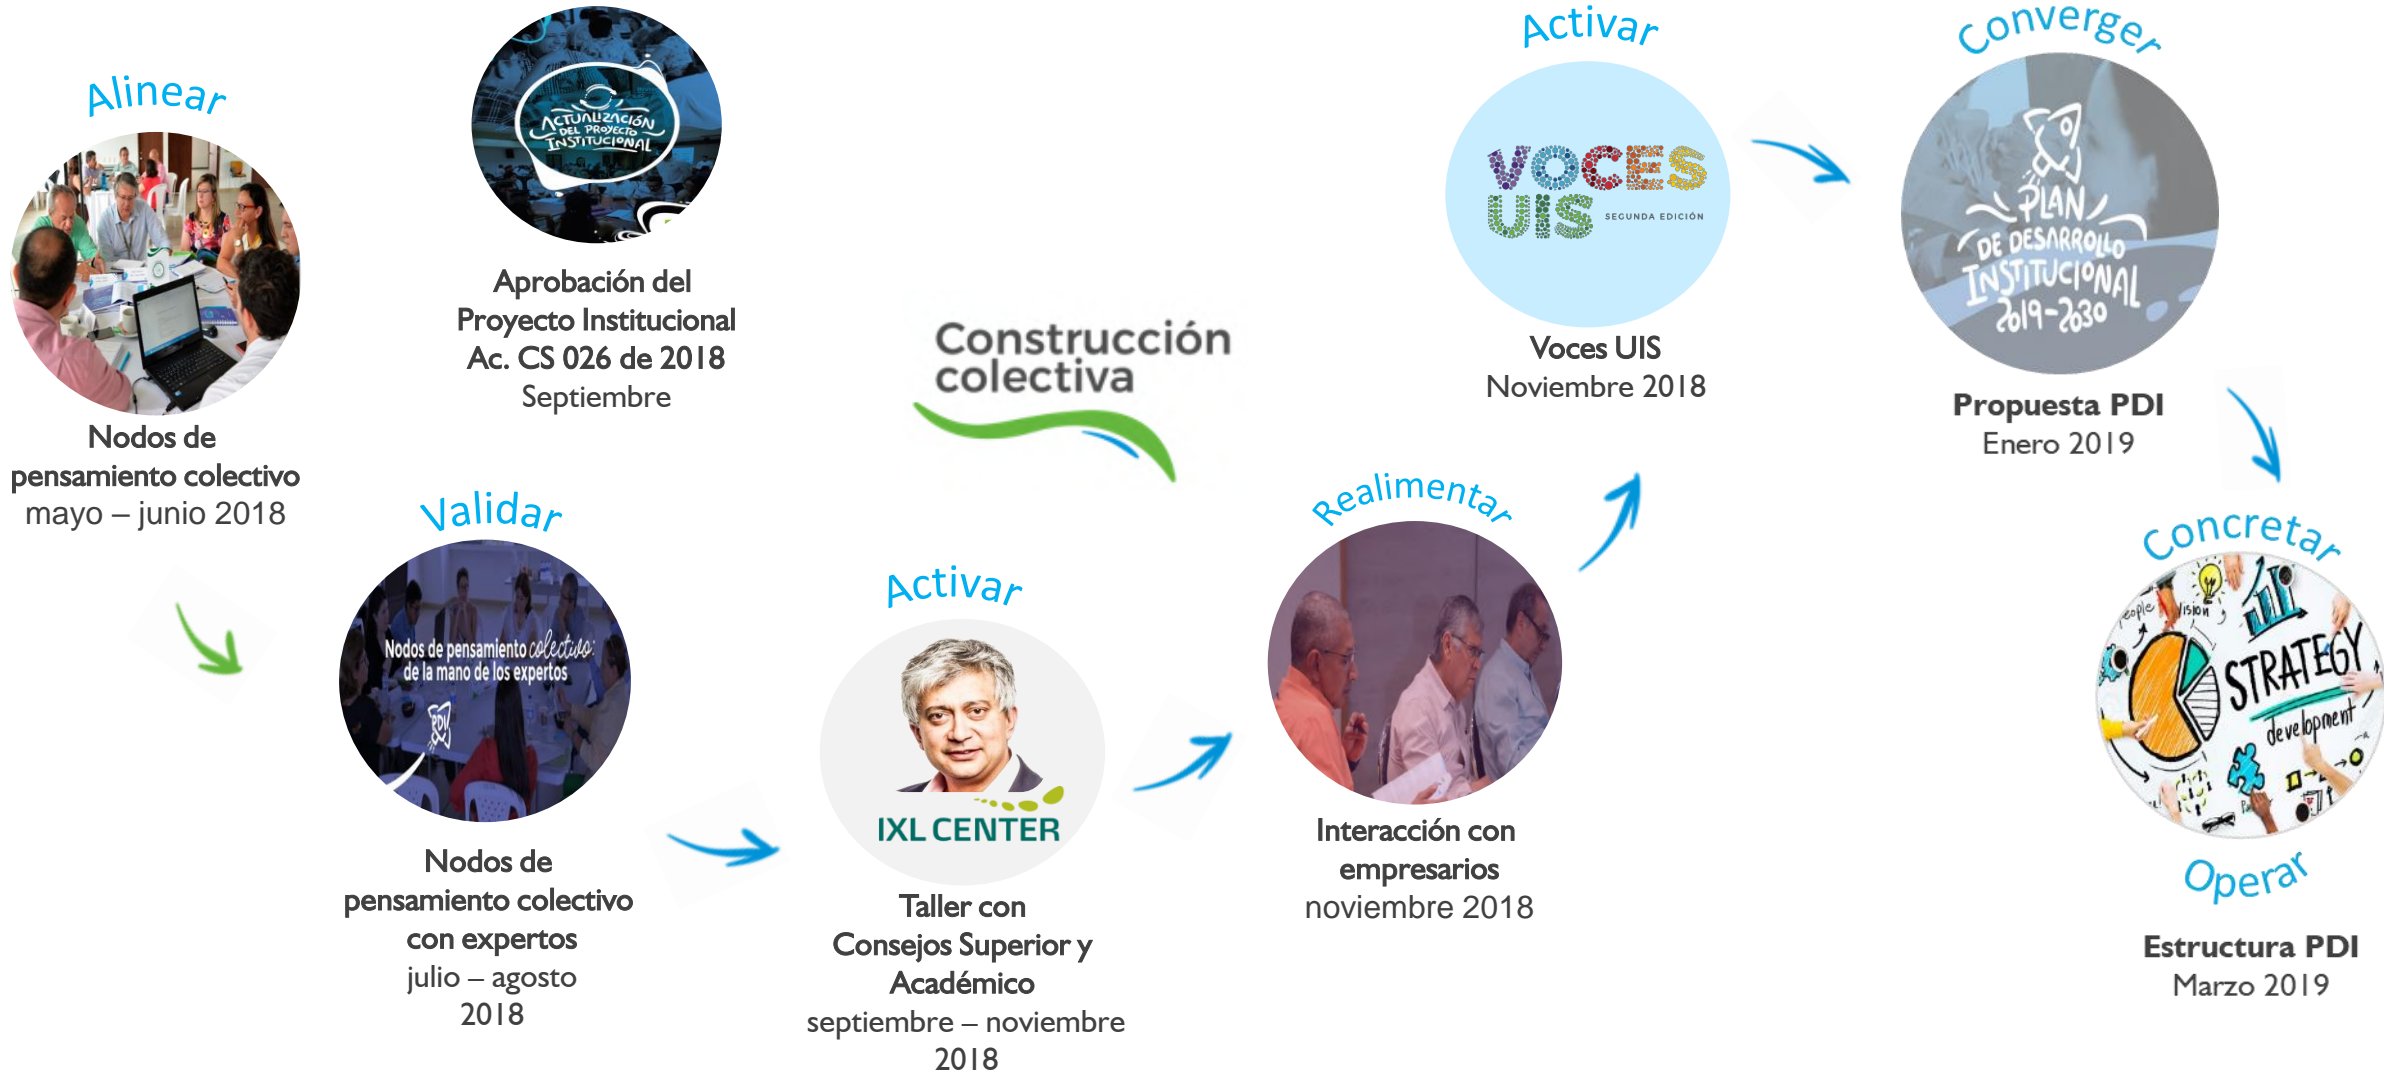 Alinear
Nodos de
pensamiento colectivo
mayo – junio 2018
ACTUALIZACIÓN
DEL PROYECTO
INSTITUCIONAL
Aprobación del
Proyecto Institucional
Ac. CS 026 de 2018
Septiembre
Validar
Nodos de pensamiento colectivo:
de la mano de los expertos
PDI
Nodos de
pensamiento colectivo
con expertos
julio – agosto
2018
Construcción
colectiva
Activar
IXL CENTER
Taller con
Consejos Superior y
Académico
septiembre – noviembre
2018
Realimentar
Interacción con
empresarios
noviembre 2018
Activar
VOCES
UIS
SEGUNDA EDICIÓN
Voces UIS
Noviembre 2018
Converger
PLAN
DE DESARROLLO
INSTITUCIONAL
2019-2030
Propuesta PDI
Enero 2019
Concretar
People
Vision
STRATEGY
development
Operar
Estructura PDI
Marzo 2019